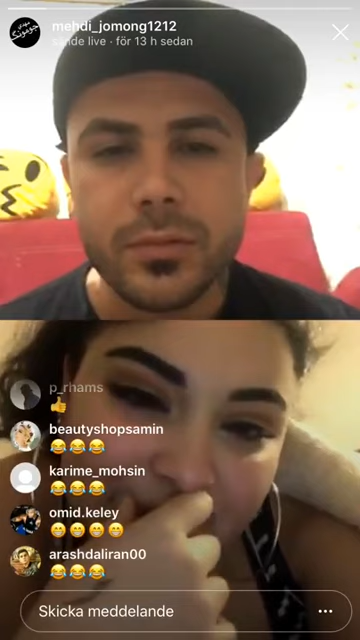 mehdi_jomong1212
sände live · för 13 h sedan
p_rhams
👍
beautyshopsamin
😂😂😂
karime_mohsin
😂😂😂
omid.keley
😁😁😁😁
arashdaliran00
😂😂😂
Skicka meddelande